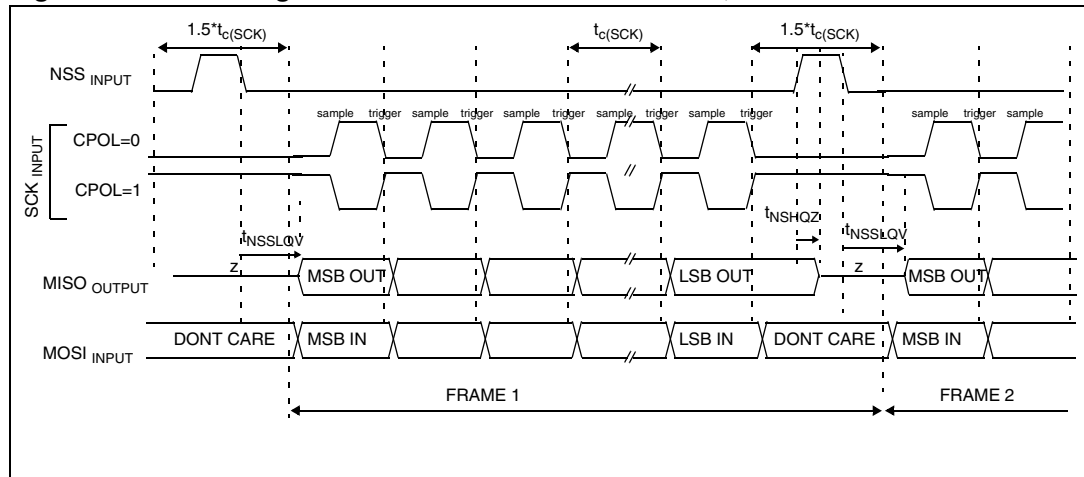 1.5*tc(SCK) tc(SCK) 1.5*tc(SCK)
NSS INPUT
sample trigger sample trigger sample trigger sample trigger sample trigger sample sample
SCK INPUT
CPOL=0
CPOL=1
tNSHQZ
tNSSLQV tNSSLQV
MISO OUTPUT z MSB OUT LSB OUT z MSB OUT
MOSI INPUT DONT CARE MSB IN LSB IN DONT CARE MSB IN
FRAME 1 FRAME 2